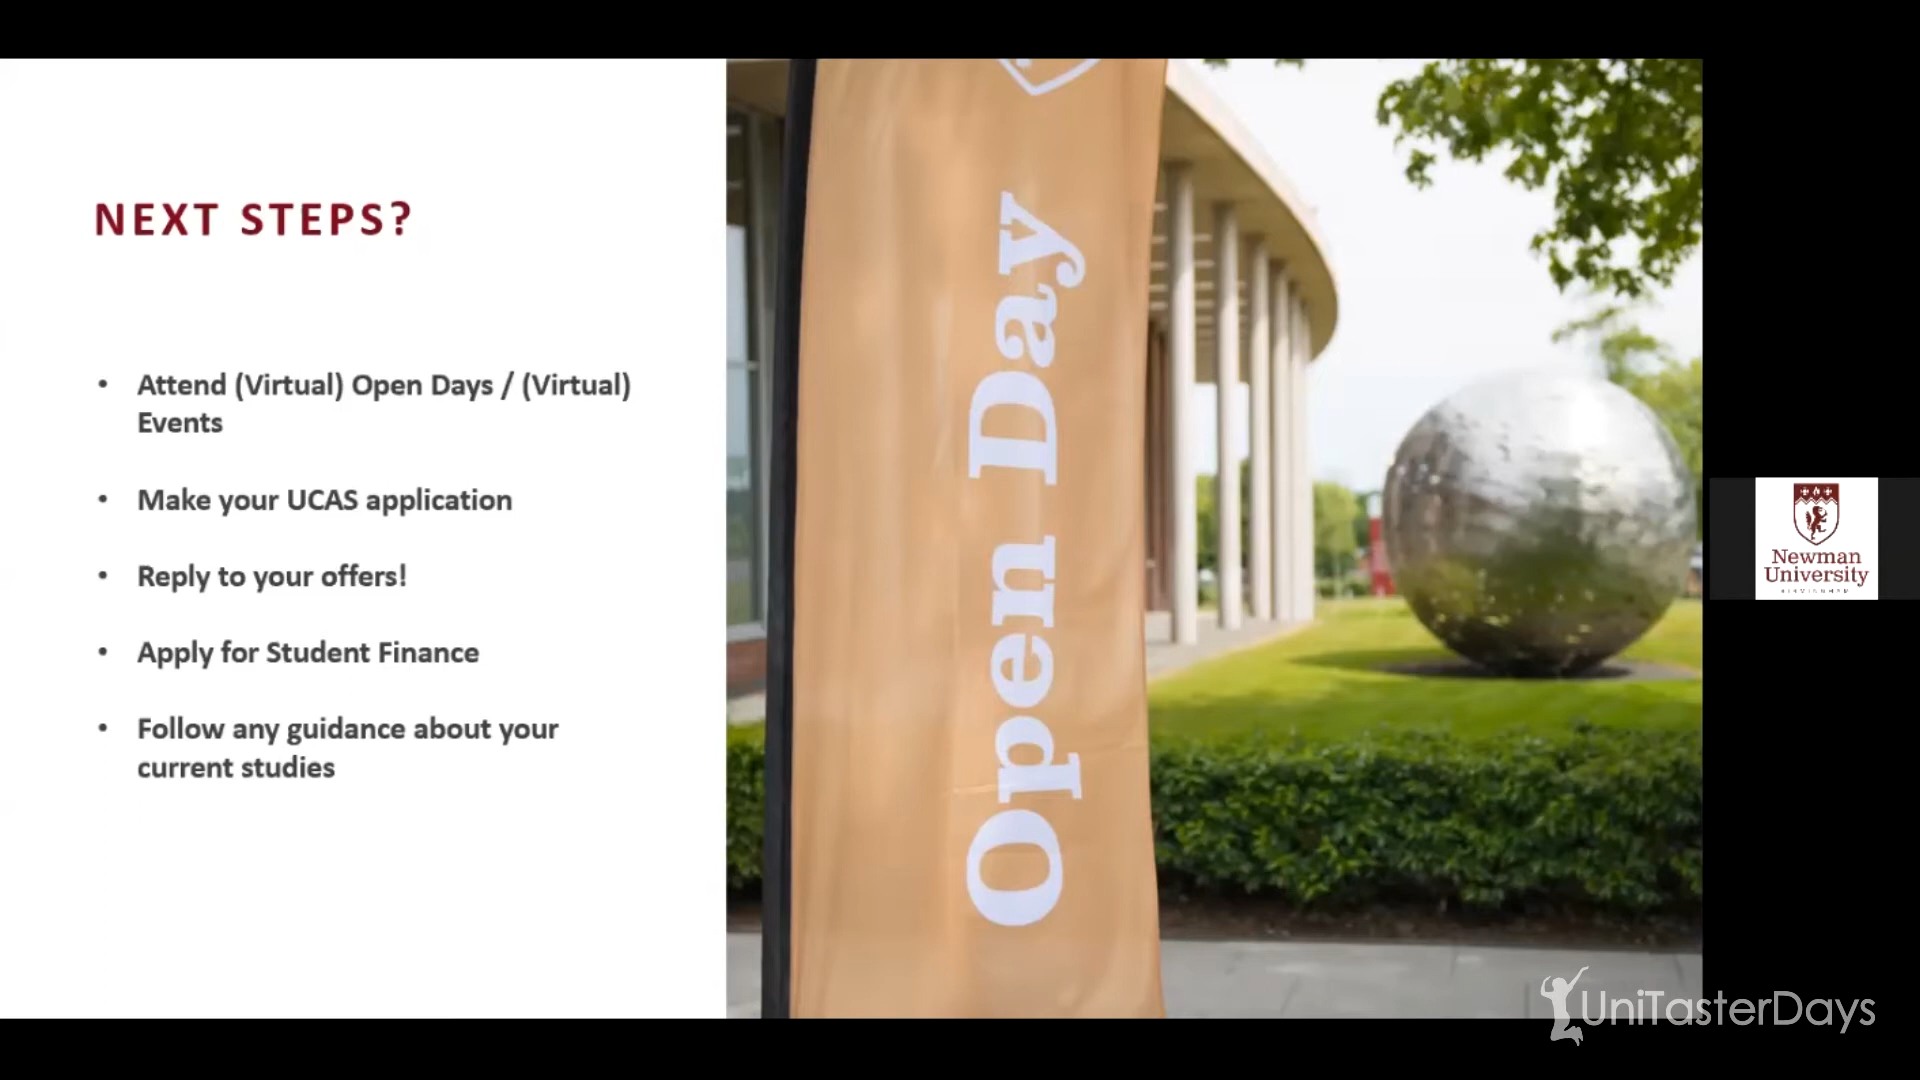 NEXT STEPS?
• Attend (Virtual) Open Days / (Virtual)
Events
• Make your UCAS application
• Reply to your offers!
• Apply for Student Finance
• Follow any guidance about your
current studies
Open Day
Newman
University
BIRMINGHAM
UniTasterDays